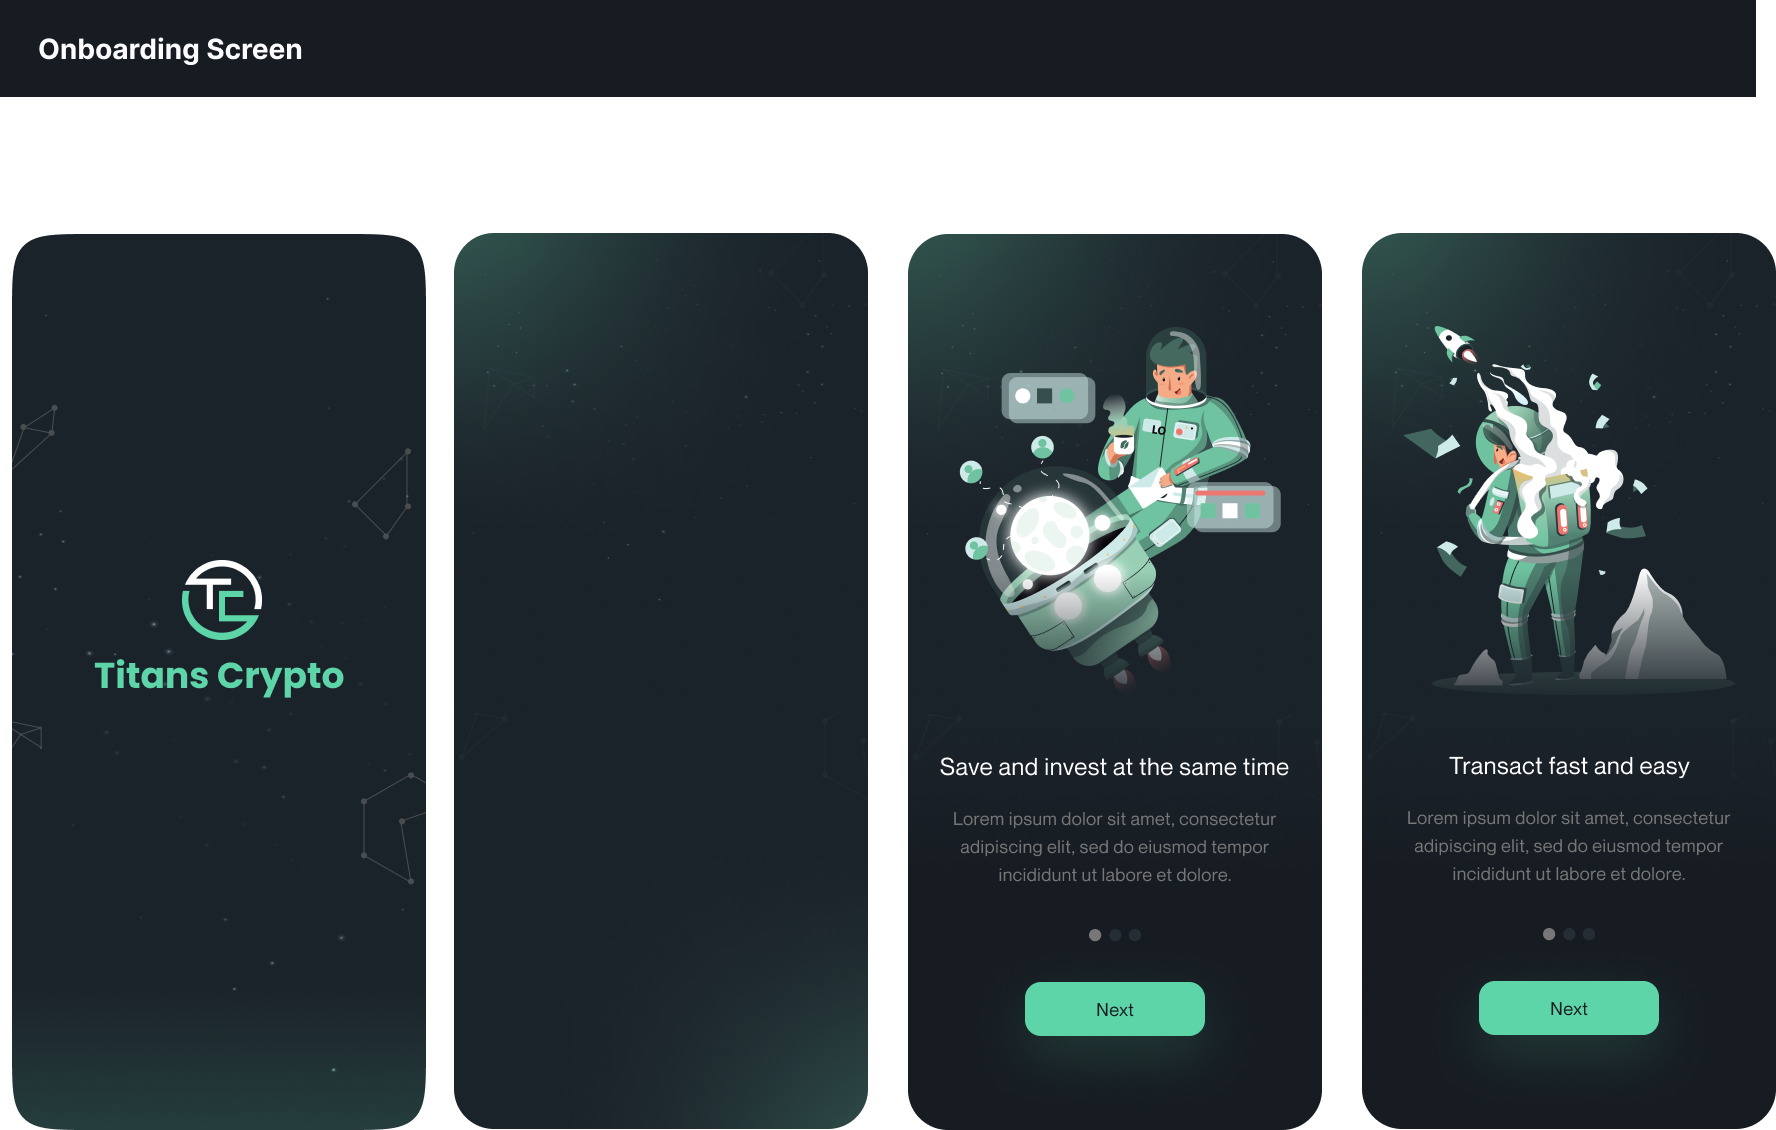 Onboarding Screen
TC
Titans Crypto
LO
Save and invest at the same time
Lorem ipsum dolor sit amet, consectetur
adipiscing elit, sed do eiusmod tempor
incididunt ut labore et dolore.
Next
Transact fast and easy
Lorem ipsum dolor sit amet, consectetur
adipiscing elit, sed do eiusmod tempor
incididunt ut labore et dolore.
Next